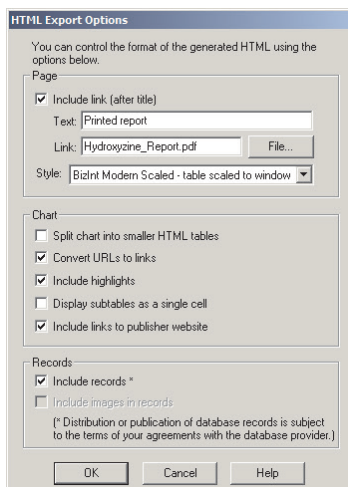 HTML Export Options
You can control the format of the generated HTML using the
options below.
Page
Include link (after title)
Text: Printed report
Link: Hydroxyzine_Report.pdf File...
Style: BizInt Modern Scaled - table scaled to window
Chart
Split chart into smaller HTML tables
Convert URLs to links
Include highlights
Display subtables as a single cell
Include links to publisher website
Records
Include records *
Include images in records
(* Distribution or publication of database records is subject
to the terms of your agreements with the database provider.)
OK Cancel Help